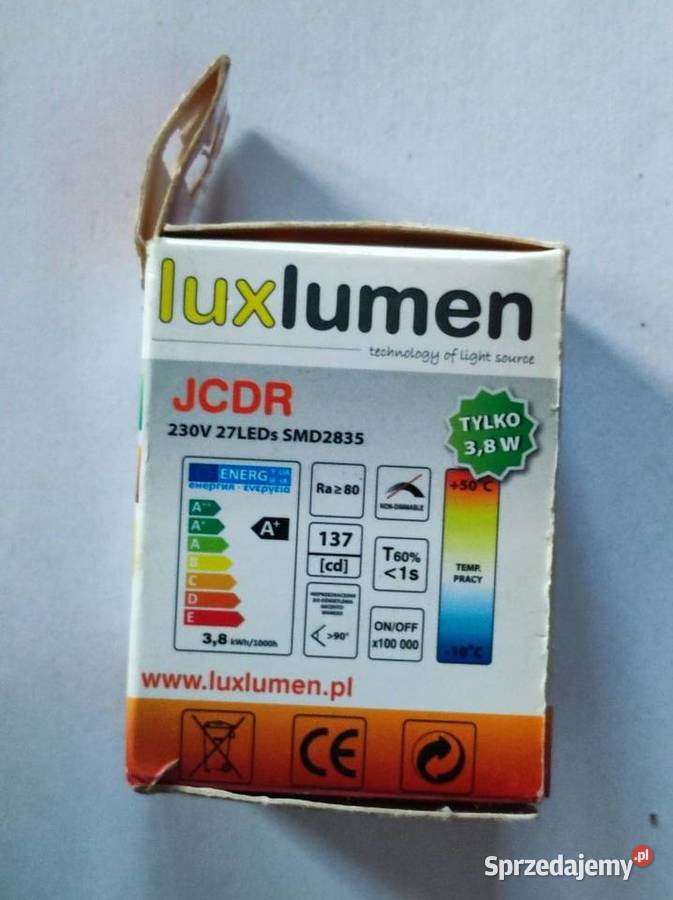 luxlumen
technology of light source
JCDR
230V 27LEDs SMD2835
TYLKO
3,8 W
ENERG
енергия · ενεργεια
A++
A+
A
B
C
D
E
A+
3,8 kWh/1000h
Ra≥80
NON-DIMMABLE
137
[cd]
T60%
<1s
>90°
ON/OFF
x100 000
+50°C
TEMP.
PRACY
-10°C
www.luxlumen.pl
CE
Sprzedajemy.pl